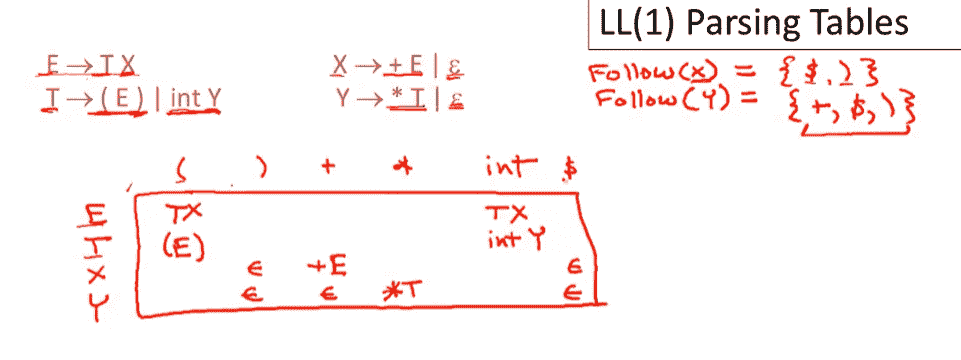 LL(1) Parsing Tables
E → T X    X → + E | ε
T → ( E ) | int Y    Y → * T | ε
Follow(X) = { $, ) }
Follow(Y) = { +, $, ) }
( ) + * int $
E TX TX
T (E) int Y
X ε +E ε
Y ε ε *T ε